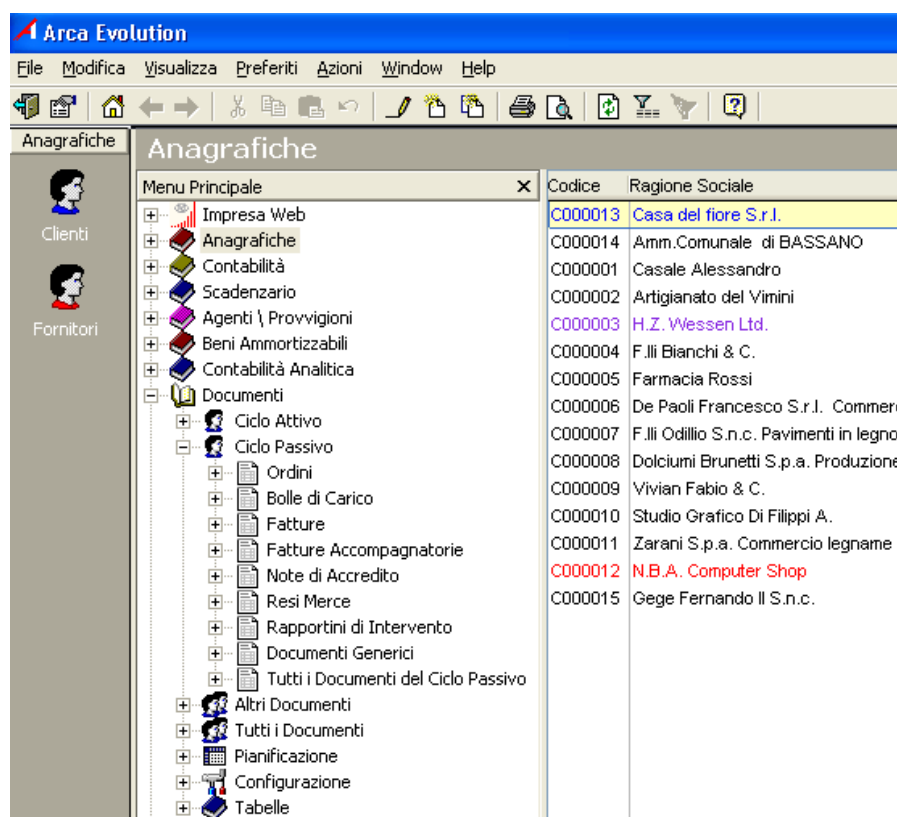 Arca Evolution
File Modifica Visualizza Preferiti Azioni Window Help
Anagrafiche
Clienti
Fornitori
Anagrafiche
Menu Principale
Impresa Web
Anagrafiche
Contabilità
Scadenzario
Agenti \ Provvigioni
Beni Ammortizzabili
Contabilità Analitica
Documenti
Ciclo Attivo
Ciclo Passivo
Ordini
Bolle di Carico
Fatture
Fatture Accompagnatorie
Note di Accredito
Resi Merce
Rapportini di Intervento
Documenti Generici
Tutti i Documenti del Ciclo Passivo
Altri Documenti
Tutti i Documenti
Pianificazione
Configurazione
Tabelle
Codice Ragione Sociale
C000013 Casa del fiore S.r.l.
C000014 Amm.Comunale di BASSANO
C000001 Casale Alessandro
C000002 Artigianato del Vimini
C000003 H.Z. Wessen Ltd.
C000004 F.lli Bianchi & C.
C000005 Farmacia Rossi
C000006 De Paoli Francesco S.r.l. Commer
C000007 F.lli Odillio S.n.c. Pavimenti in legno
C000008 Dolciumi Brunetti S.p.a. Produzione
C000009 Vivian Fabio & C.
C000010 Studio Grafico Di Filippi A.
C000011 Zarani S.p.a. Commercio legname
C000012 N.B.A. Computer Shop
C000015 Gege Fernando II S.n.c.